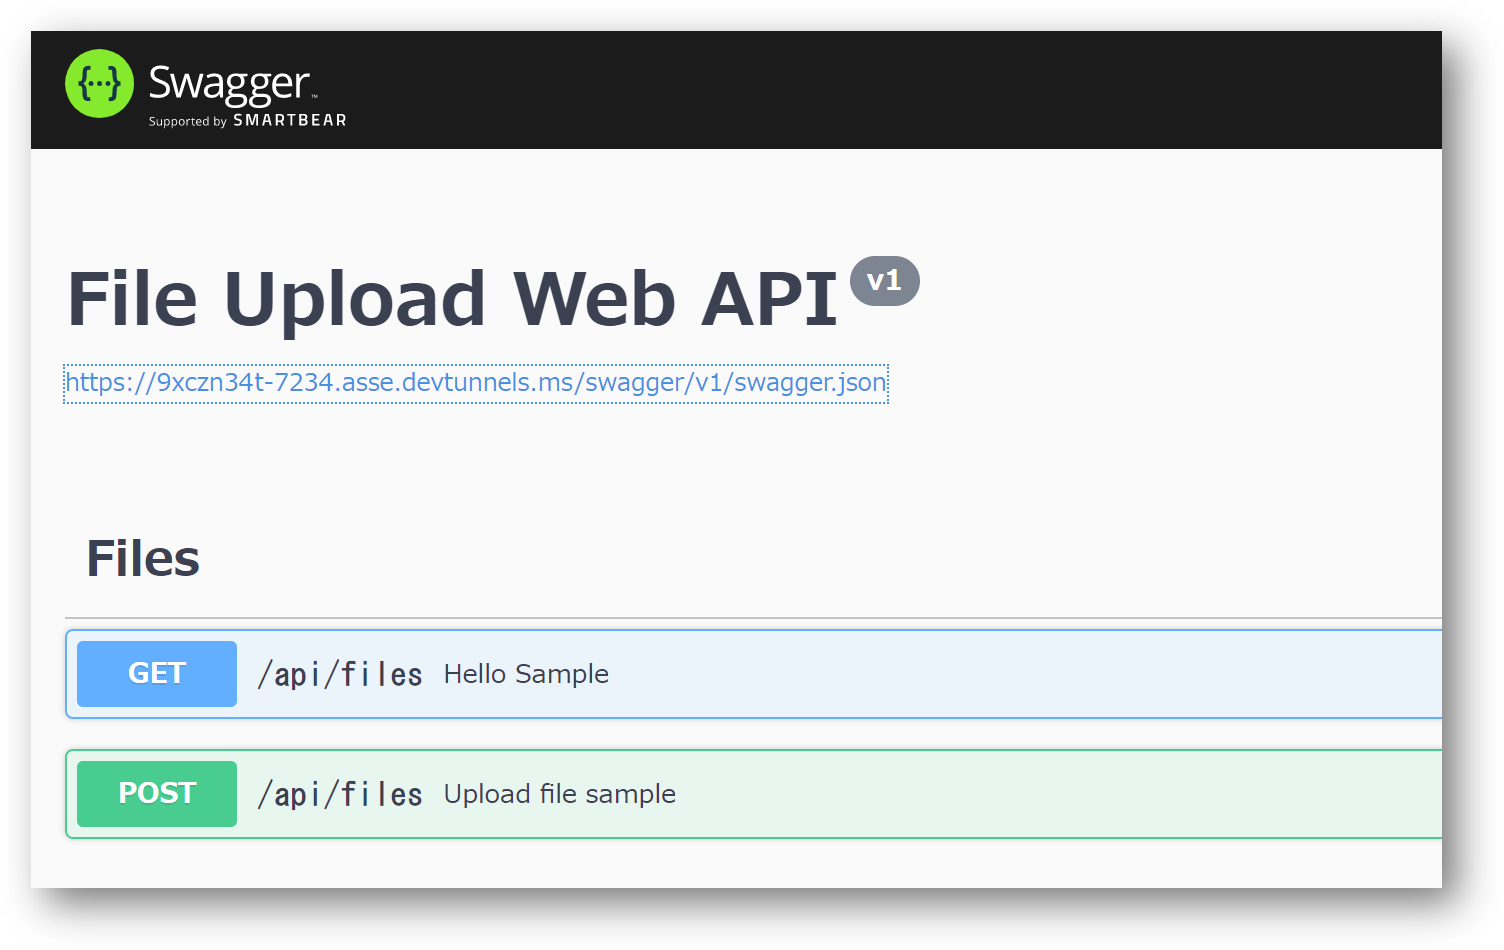 {···} Swagger™
Supported by SMARTBEAR
File Upload Web API v1
https://9xczn34t-7234.asse.devtunnels.ms/swagger/v1/swagger.json
Files
GET /api/files Hello Sample
POST /api/files Upload file sample